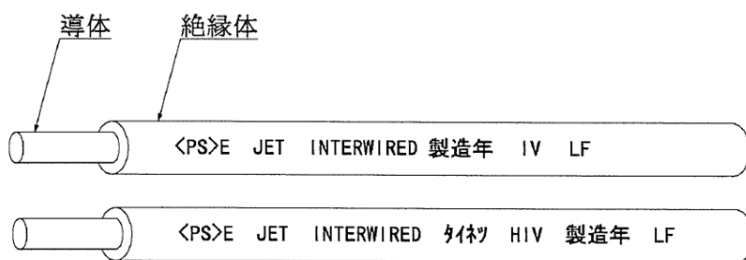 導体 絶縁体
<PS>E JET INTERWIRED 製造年 IV LF
<PS>E JET INTERWIRED ﾀｲﾈﾂ HIV 製造年 LF